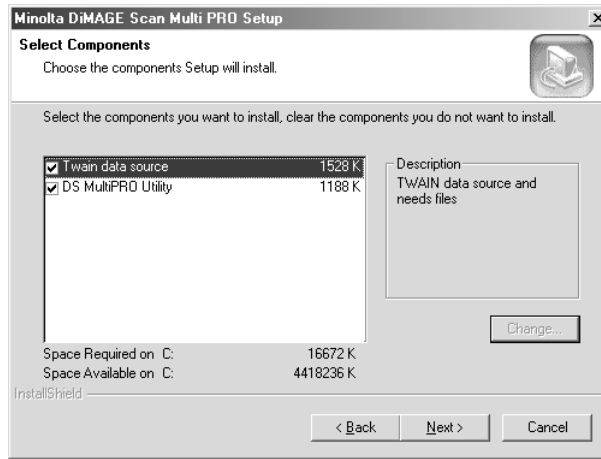 Minolta DiMAGE Scan Multi PRO Setup
Select Components
Choose the components Setup will install.
Select the components you want to install, clear the components you do not want to install.
Twain data source 1528 K
DS MultiPRO Utility 1188 K
Description
TWAIN data source and
needs files
Change...
Space Required on C: 16672 K
Space Available on C: 4418236 K
InstallShield
< Back Next > Cancel